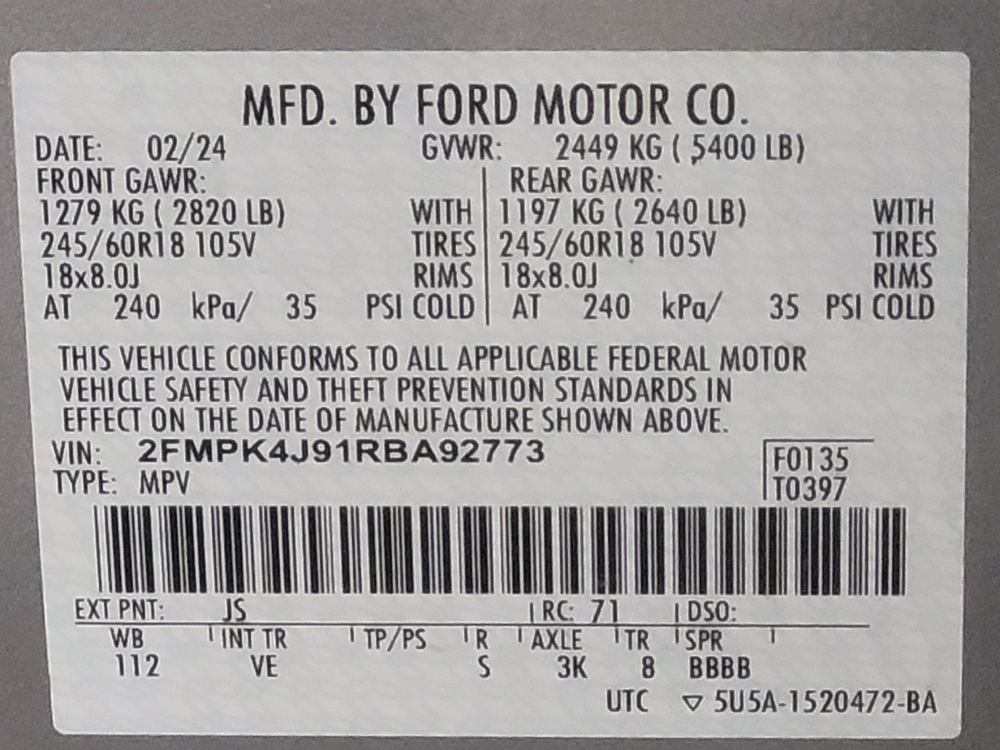 MFD. BY FORD MOTOR CO.
DATE: 02/24 GVWR: 2449 KG ( 5400 LB)
FRONT GAWR: REAR GAWR:
1279 KG ( 2820 LB) WITH 1197 KG ( 2640 LB) WITH
245/60R18 105V TIRES 245/60R18 105V TIRES
18x8.0J RIMS 18x8.0J RIMS
AT 240 kPa/ 35 PSI COLD AT 240 kPa/ 35 PSI COLD
THIS VEHICLE CONFORMS TO ALL APPLICABLE FEDERAL MOTOR
VEHICLE SAFETY AND THEFT PREVENTION STANDARDS IN
EFFECT ON THE DATE OF MANUFACTURE SHOWN ABOVE.
VIN: 2FMPK4J91RBA92773
F0135
TYPE: MPV
T0397
EXT PNT: JS RC: 71 DSO:
WB INT TR TP/PS R AXLE TR SPR
112 VE S 3K 8 BBBB
UTC ▽ 5U5A-1520472-BA